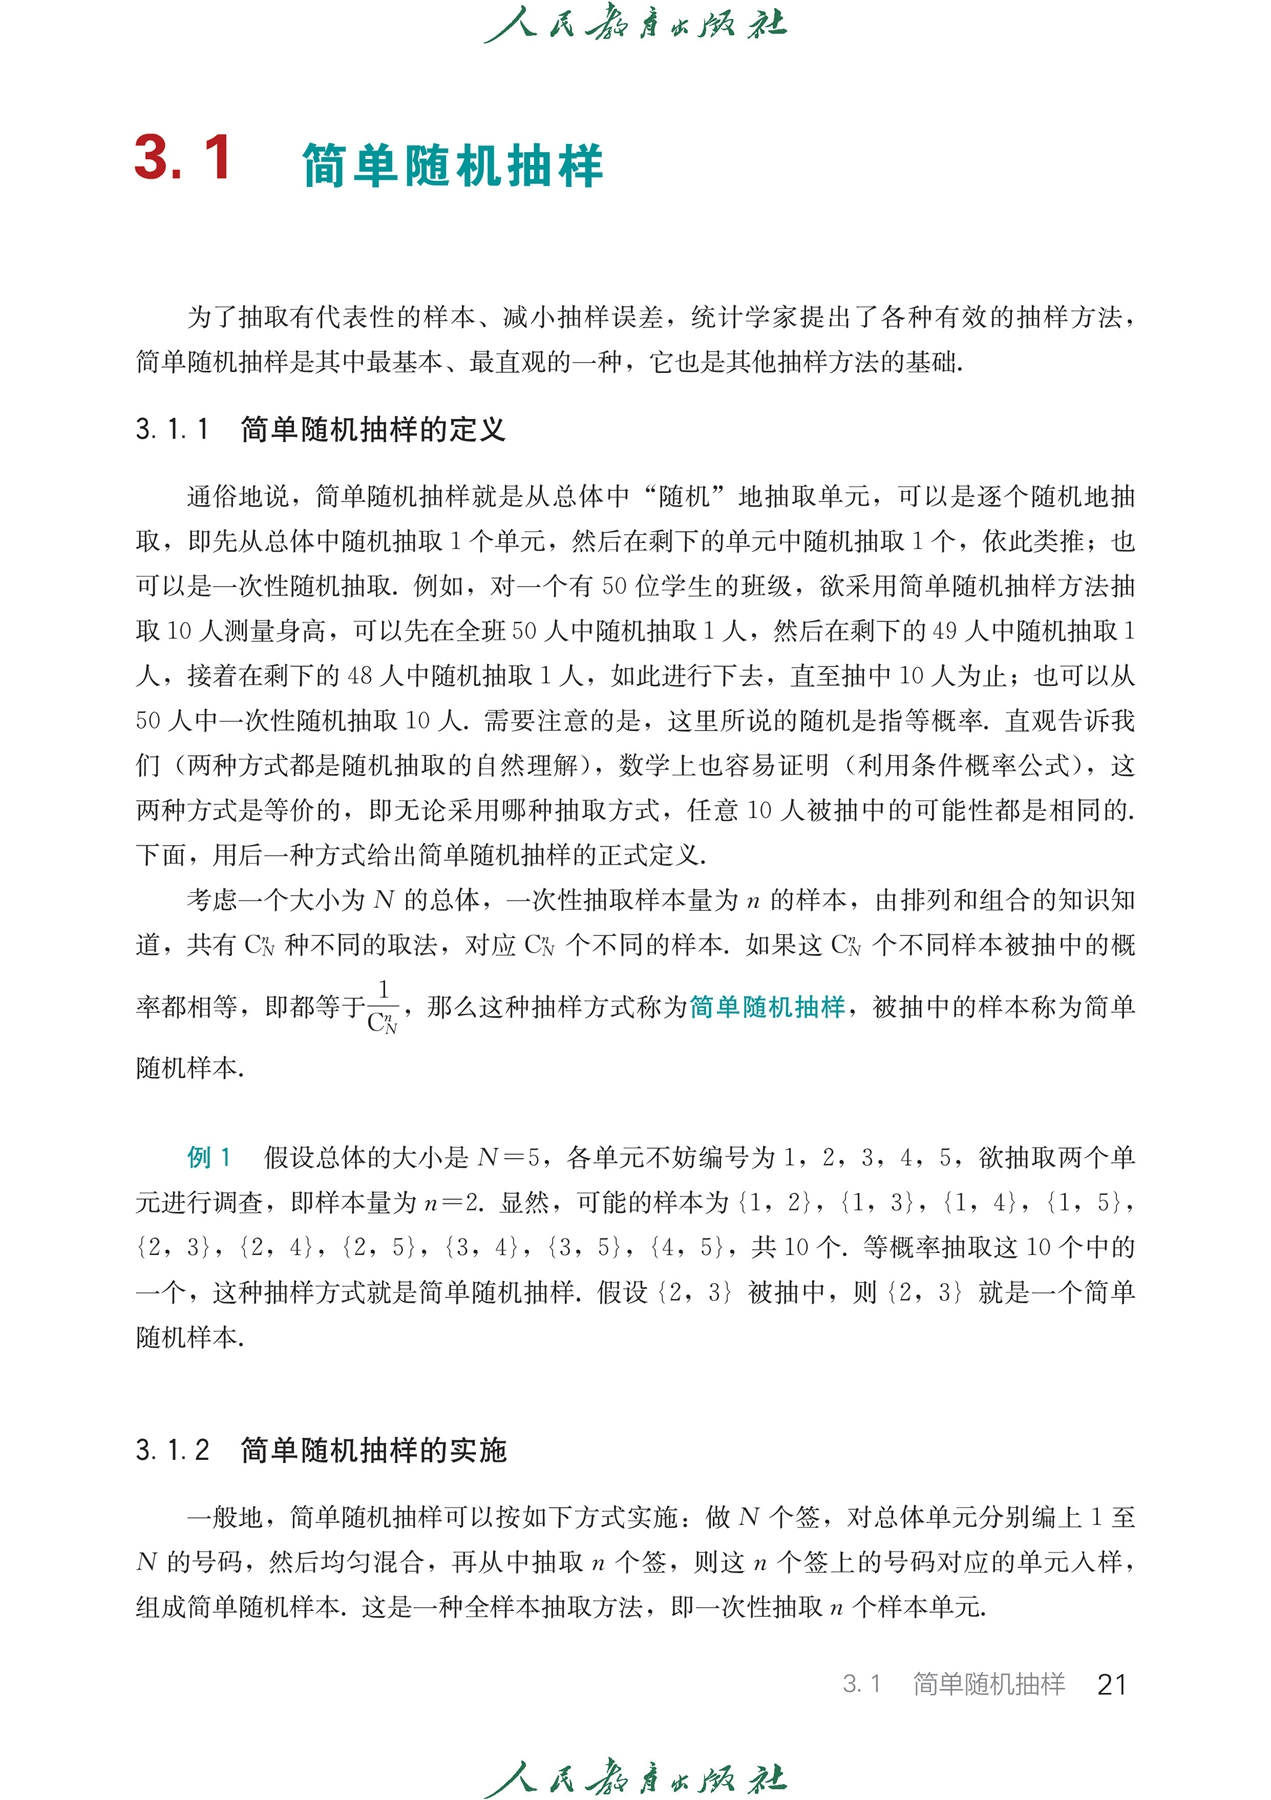 人民教育出版社
3.1 简单随机抽样
为了抽取有代表性的样本、减小抽样误差，统计学家提出了各种有效的抽样方法，
简单随机抽样是其中最基本、最直观的一种，它也是其他抽样方法的基础.
3.1.1 简单随机抽样的定义
通俗地说，简单随机抽样就是从总体中“随机”地抽取单元，可以是逐个随机地抽
取，即先从总体中随机抽取1个单元，然后在剩下的单元中随机抽取1个，依此类推；也
可以是一次性随机抽取. 例如，对一个有 50 位学生的班级，欲采用简单随机抽样方法抽
取10人测量身高，可以先在全班50人中随机抽取1人，然后在剩下的49人中随机抽取1
人，接着在剩下的48人中随机抽取1人，如此进行下去，直至抽中10人为止；也可以从
50人中一次性随机抽取10人. 需要注意的是，这里所说的随机是指等概率. 直观告诉我
们（两种方式都是随机抽取的自然理解），数学上也容易证明（利用条件概率公式），这
两种方式是等价的，即无论采用哪种抽取方式，任意10人被抽中的可能性都是相同的.
下面，用后一种方式给出简单随机抽样的正式定义.
考虑一个大小为 N 的总体，一次性抽取样本量为 n 的样本，由排列和组合的知识知
道，共有 $C_N^n$ 种不同的取法，对应 $C_N^n$ 个不同的样本. 如果这 $C_N^n$ 个不同样本被抽中的概
率都相等，即都等于$\frac{1}{C_N^n}$，那么这种抽样方式称为简单随机抽样，被抽中的样本称为简单
随机样本.
例1 假设总体的大小是 N=5，各单元不妨编号为1，2，3，4，5，欲抽取两个单
元进行调查，即样本量为 n=2. 显然，可能的样本为{1，2}，{1，3}，{1，4}，{1，5}，
{2，3}，{2，4}，{2，5}，{3，4}，{3，5}，{4，5}，共10个. 等概率抽取这10个中的
一个，这种抽样方式就是简单随机抽样. 假设{2，3}被抽中，则{2，3}就是一个简单
随机样本.
3.1.2 简单随机抽样的实施
一般地，简单随机抽样可以按如下方式实施：做 N 个签，对总体单元分别编上1至
N 的号码，然后均匀混合，再从中抽取 n 个签，则这 n 个签上的号码对应的单元入样，
组成简单随机样本. 这是一种全样本抽取方法，即一次性抽取 n 个样本单元.
3.1 简单随机抽样 21
人民教育出版社